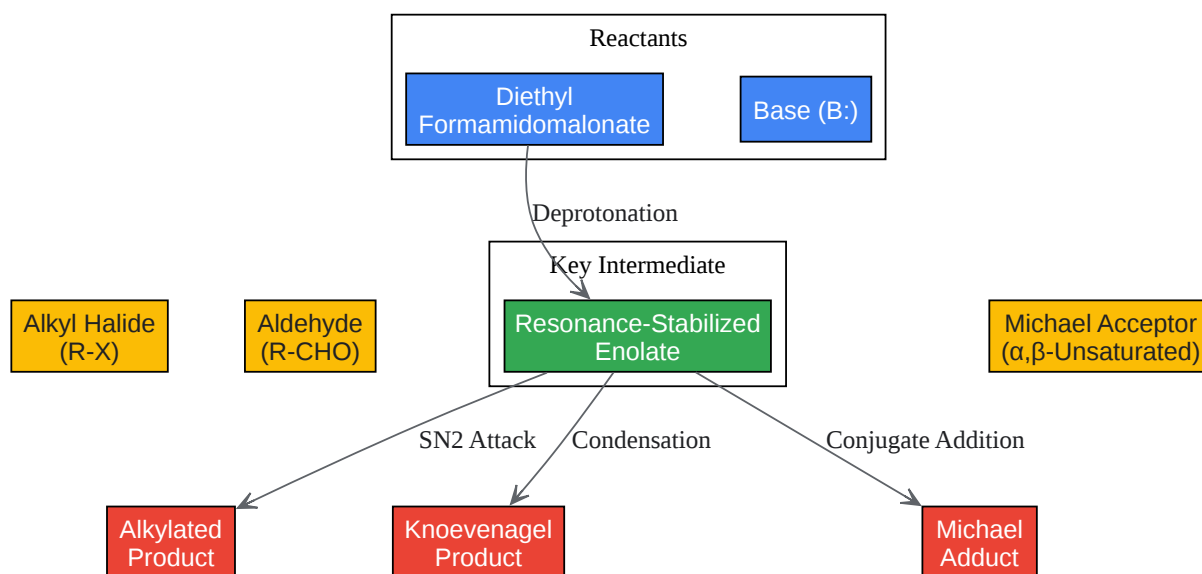 Reactants
Diethyl
Formamidomalonate
Base (B:)
Deprotonation
Key Intermediate
Alkyl Halide
(R-X)
Aldehyde
(R-CHO)
Resonance-Stabilized
Enolate
Michael Acceptor
(α,β-Unsaturated)
SN2 Attack
Condensation
Conjugate Addition
Alkylated
Product
Knoevenagel
Product
Michael
Adduct